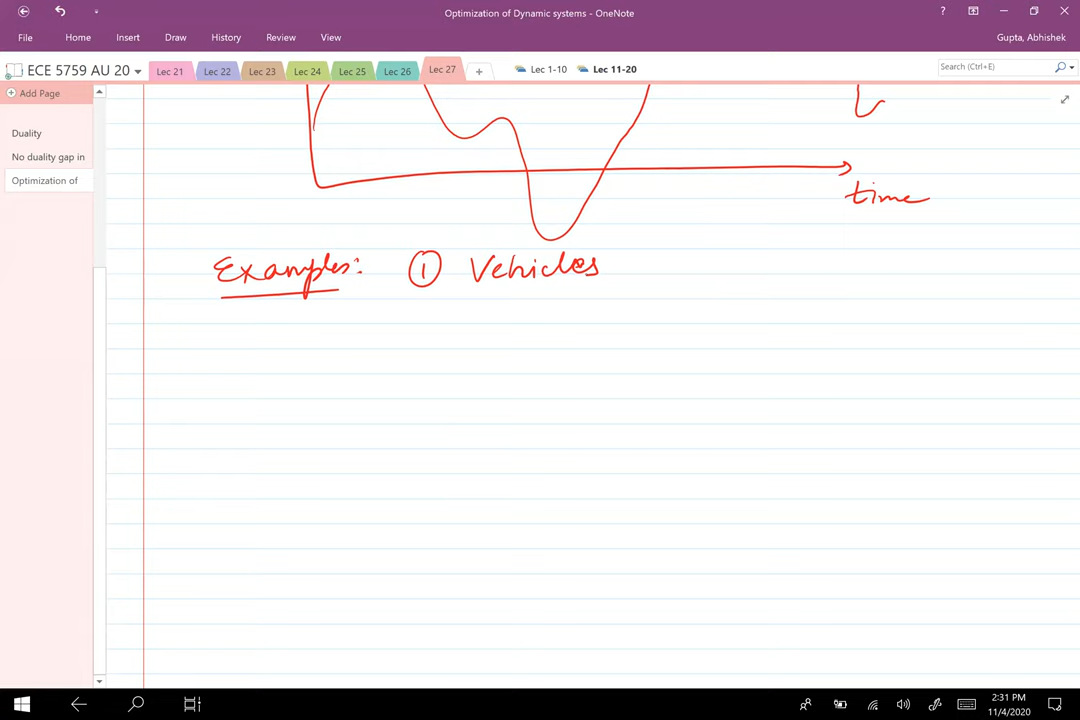 Optimization of Dynamic systems - OneNote
?
File Home Insert Draw History Review View
Gupta, Abhishek
ECE 5759 AU 20
Lec 21 Lec 22 Lec 23 Lec 24 Lec 25 Lec 26 Lec 27 + Lec 1-10 Lec 11-20
Search (Ctrl+E)
Add Page
Duality
No duality gap in
Optimization of
time
Examples: ① Vehicles
2:31 PM
11/4/2020